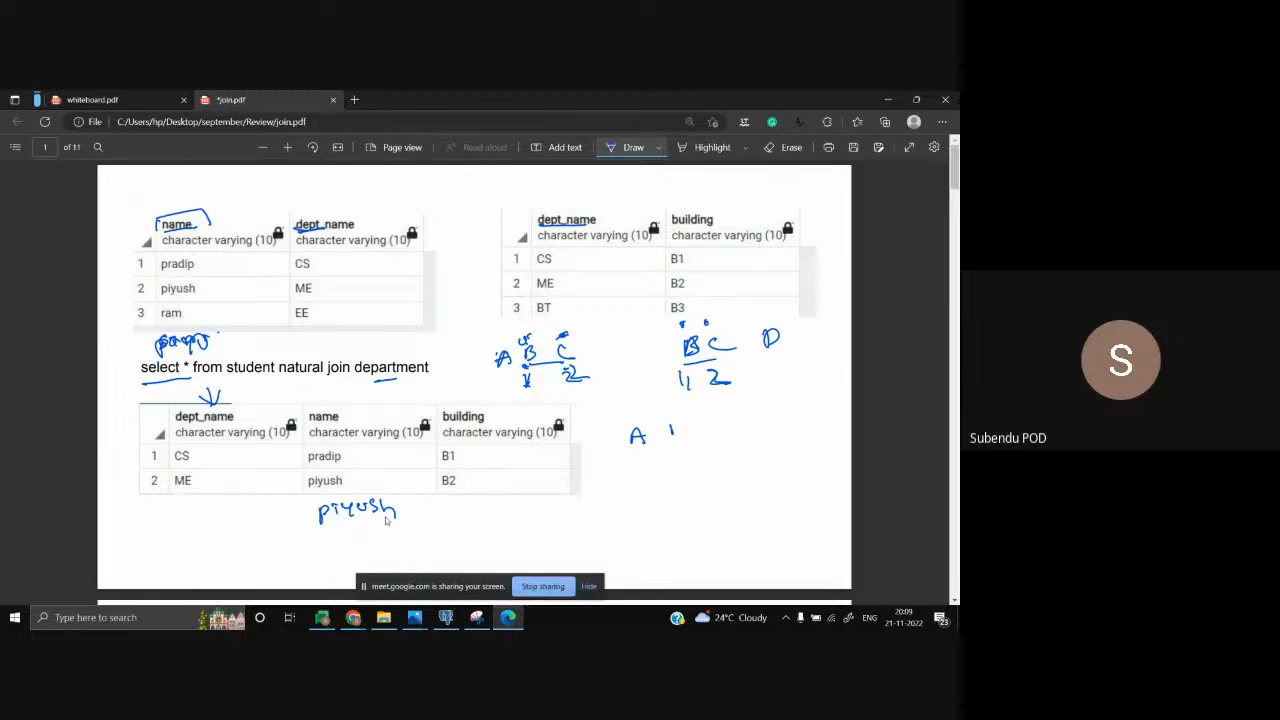 whiteboard.pdf
*join.pdf
File C:/Users/hp/Desktop/september/Review/join.pdf
1 of 11
Page view
Read aloud
Add text
Draw
Highlight
Erase
name dept_name
character varying (10) character varying (10)
1 pradip CS
2 piyush ME
3 ram EE
dept_name building
character varying (10) character varying (10)
1 CS B1
2 ME B2
3 BT B3
A B C
2
B C D
1 2
select * from student natural join department
dept_name name building
character varying (10) character varying (10) character varying (10)
1 CS pradip B1
2 ME piyush B2
A
piyush
meet.google.com is sharing your screen. Stop sharing Hide
Type here to search
24°C Cloudy
ENG
20:09
21-11-2022
23
S
Subendu POD